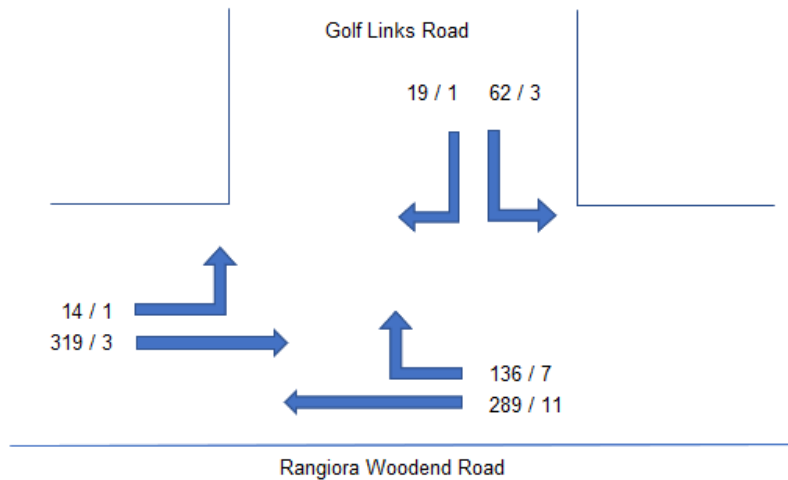 Golf Links Road
19 / 1 62 / 3
14 / 1
319 / 3
136 / 7
289 / 11
Rangiora Woodend Road